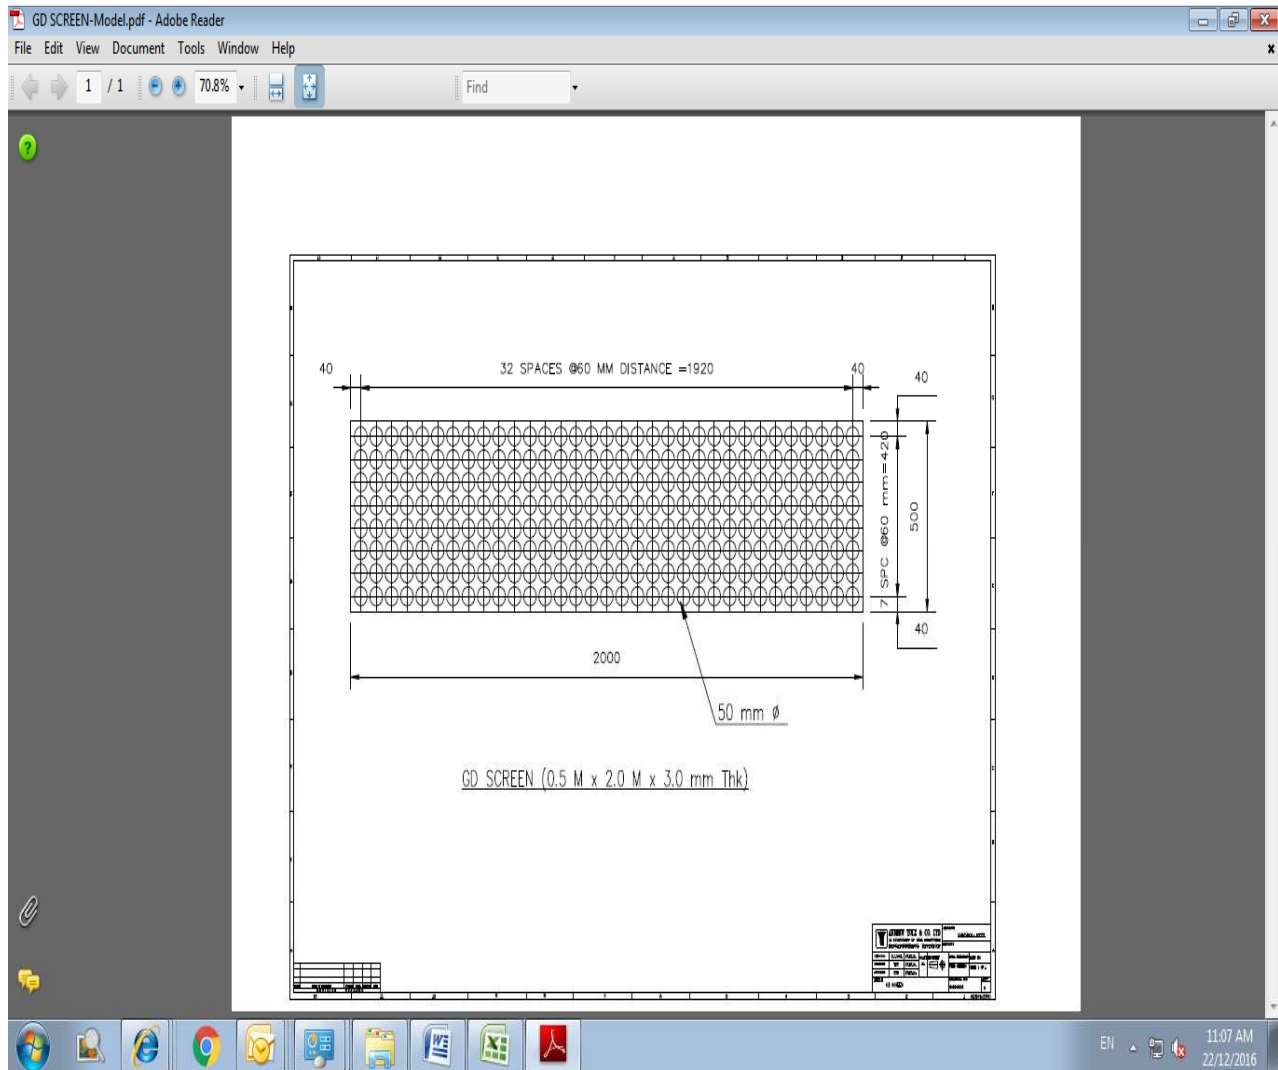 GD SCREEN-Model.pdf - Adobe Reader
File Edit View Document Tools Window Help
1 / 1 70.8% Find
40 32 SPACES @60 MM DISTANCE =1920 40 40
7 SPC @60 mm=420
500
40
2000
50 mm ø
GD SCREEN (0.5 M x 2.0 M x 3.0 mm Thk)
EN 11:07 AM
22/12/2016